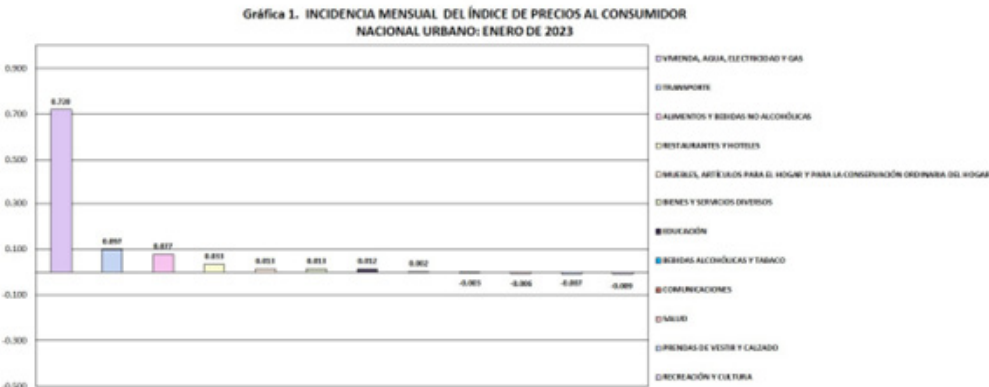 Gráfica 1. INCIDENCIA MENSUAL DEL ÍNDICE DE PRECIOS AL CONSUMIDOR
NACIONAL URBANO: ENERO DE 2023
0.900
0.700
0.500
0.300
0.100
-0.100
-0.300
-0.500
0.720
0.097
0.077
0.033
0.013
0.013
0.012
0.002
-0.006
-0.007
-0.009
VIVIENDA, AGUA, ELECTRICIDAD Y GAS
TRANSPORTE
ALIMENTOS Y BEBIDAS NO ALCOHÓLICAS
RESTAURANTES Y HOTELES
MUEBLES, ARTÍCULOS PARA EL HOGAR Y PARA LA CONSERVACIÓN ORDINARIA DEL HOGAR
BIENES Y SERVICIOS DIVERSOS
EDUCACIÓN
BEBIDAS ALCOHÓLICAS Y TABACO
COMUNICACIONES
SALUD
PRENDAS DE VESTIR Y CALZADO
RECREACIÓN Y CULTURA